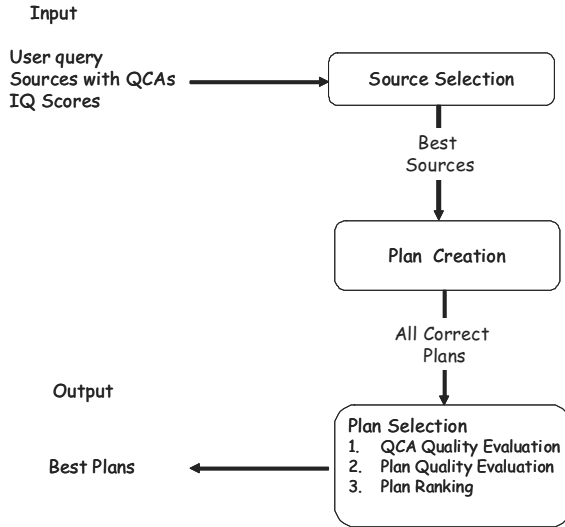 Input
User query
Sources with QCAs
IQ Scores
Source Selection
Best
Sources
Plan Creation
All Correct
Plans
Output
Plan Selection
1. QCA Quality Evaluation
2. Plan Quality Evaluation
3. Plan Ranking
Best Plans